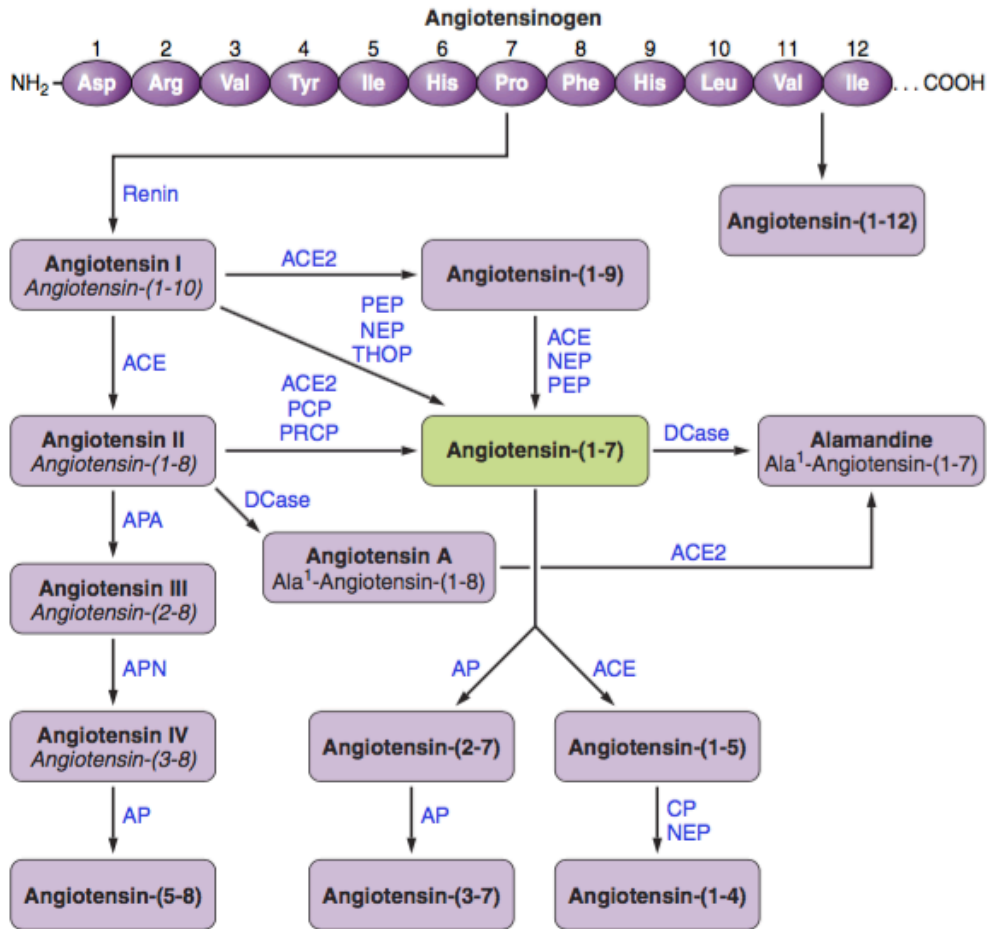 Angiotensinogen
1 2 3 4 5 6 7 8 9 10 11 12
NH₂ Asp Arg Val Tyr Ile His Pro Phe His Leu Val Ile ... COOH
Renin
Angiotensin-(1-12)
Angiotensin I
Angiotensin-(1-10)
ACE2
Angiotensin-(1-9)
PEP
NEP
THOP
ACE
NEP
PEP
ACE
ACE2
PCP
PRCP
Angiotensin II
Angiotensin-(1-8)
Angiotensin-(1-7)
DCase
Alamandine
Ala¹-Angiotensin-(1-7)
DCase
APA
Angiotensin A
Ala¹-Angiotensin-(1-8)
ACE2
Angiotensin III
Angiotensin-(2-8)
APN
AP
ACE
Angiotensin IV
Angiotensin-(3-8)
Angiotensin-(2-7)
Angiotensin-(1-5)
AP
AP
CP
NEP
Angiotensin-(5-8)
Angiotensin-(3-7)
Angiotensin-(1-4)